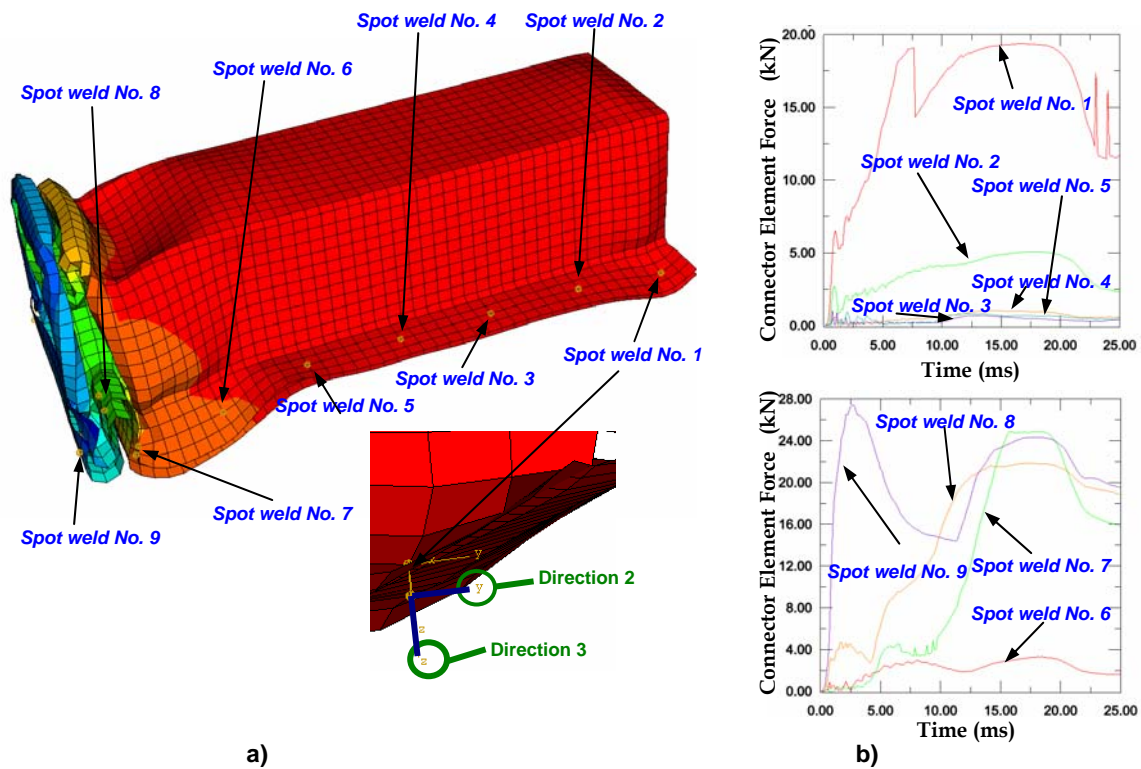 Spot weld No. 2
Spot weld No. 4
Spot weld No. 6
Spot weld No. 8
Spot weld No. 1
Spot weld No. 3
Spot weld No. 5
Spot weld No. 7
Spot weld No. 9
x
y
y
z
z
Direction 2
Direction 3
a)
Connector Element Force (kN)
20.00
15.00
10.00
5.00
0.00
0.00 5.00 10.00 15.00 20.00 25.00
Time (ms)
Spot weld No. 1
Spot weld No. 2
Spot weld No. 5
Spot weld No. 4
Spot weld No. 3
Connector Element Force (kN)
28.00
24.00
20.00
16.00
12.00
8.00
4.00
0.00
0.00 5.00 10.00 15.00 20.00 25.00
Time (ms)
Spot weld No. 8
Spot weld No. 9
Spot weld No. 7
Spot weld No. 6
b)